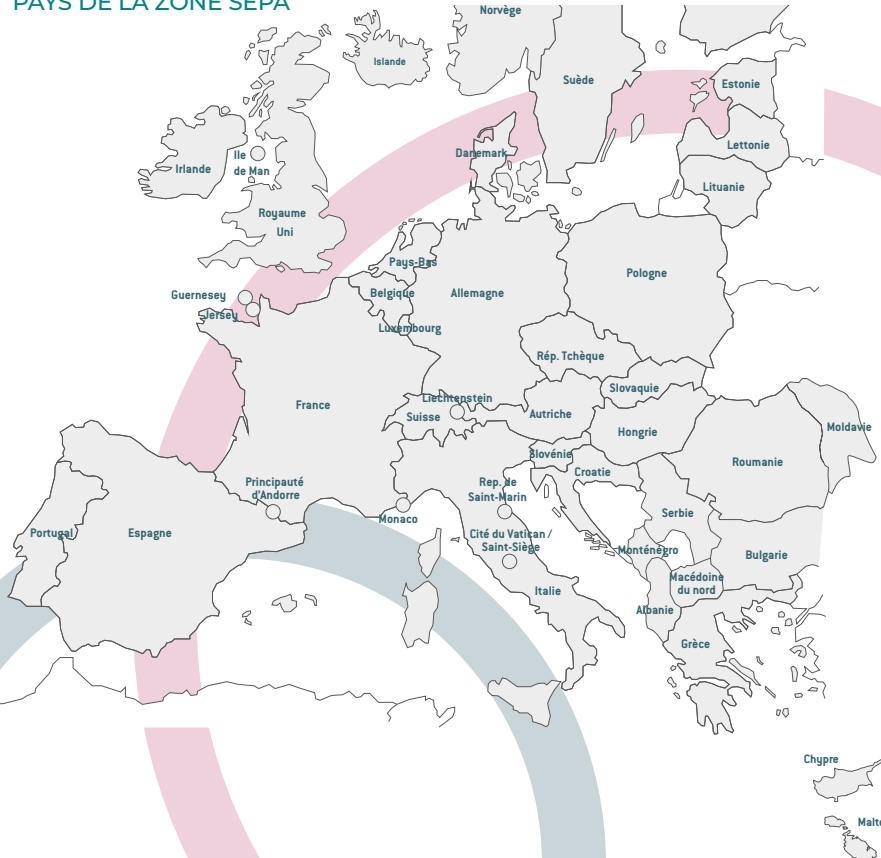 PAYS DE LA ZONE SEPA
Norvège
Islande
Suède
Estonie
Danemark
Lettonie
Ile
de Man
Irlande
Lituanie
Royaume
Uni
Pays-Bas
Pologne
Guernesey
Belgique
Allemagne
Jersey
Luxembourg
Rép. Tchèque
Slovaquie
Liechtenstein
France
Suisse
Autriche
Moldavie
Hongrie
Slovénie
Roumanie
Croatie
Principauté
d'Andorre
Rep. de
Saint-Marin
Monaco
Serbie
Portugal
Espagne
Cité du Vatican /
Saint-Siège
Monténégro
Bulgarie
Macédoine
du nord
Italie
Albanie
Grèce
Chypre
Malte